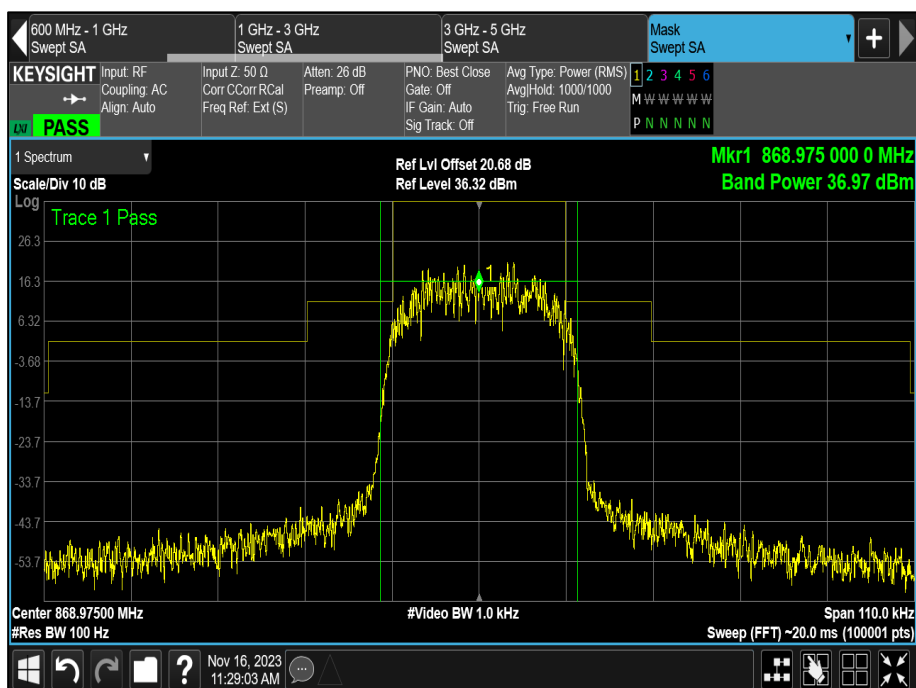 600 MHz - 1 GHz
Swept SA
1 GHz - 3 GHz
Swept SA
3 GHz - 5 GHz
Swept SA
Mask
Swept SA
+
KEYSIGHT
LXI
PASS
Input: RF
Coupling: AC
Align: Auto
Input Z: 50 Ω
Corr CCorr RCal
Freq Ref: Ext (S)
Atten: 26 dB
Preamp: Off
PNO: Best Close
Gate: Off
IF Gain: Auto
Sig Track: Off
Avg Type: Power (RMS)
Avg|Hold: 1000/1000
Trig: Free Run
1 2 3 4 5 6
M W W W W W
P N N N N N
1 Spectrum
Scale/Div 10 dB
Log
Ref Lvl Offset 20.68 dB
Ref Level 36.32 dBm
Mkr1 868.975 000 0 MHz
Band Power 36.97 dBm
Trace 1 Pass
1
26.3
16.3
6.32
-3.68
-13.7
-23.7
-33.7
-43.7
-53.7
Center 868.97500 MHz
#Res BW 100 Hz
#Video BW 1.0 kHz
Span 110.0 kHz
Sweep (FFT) ~20.0 ms (100001 pts)
?
Nov 16, 2023
11:29:03 AM